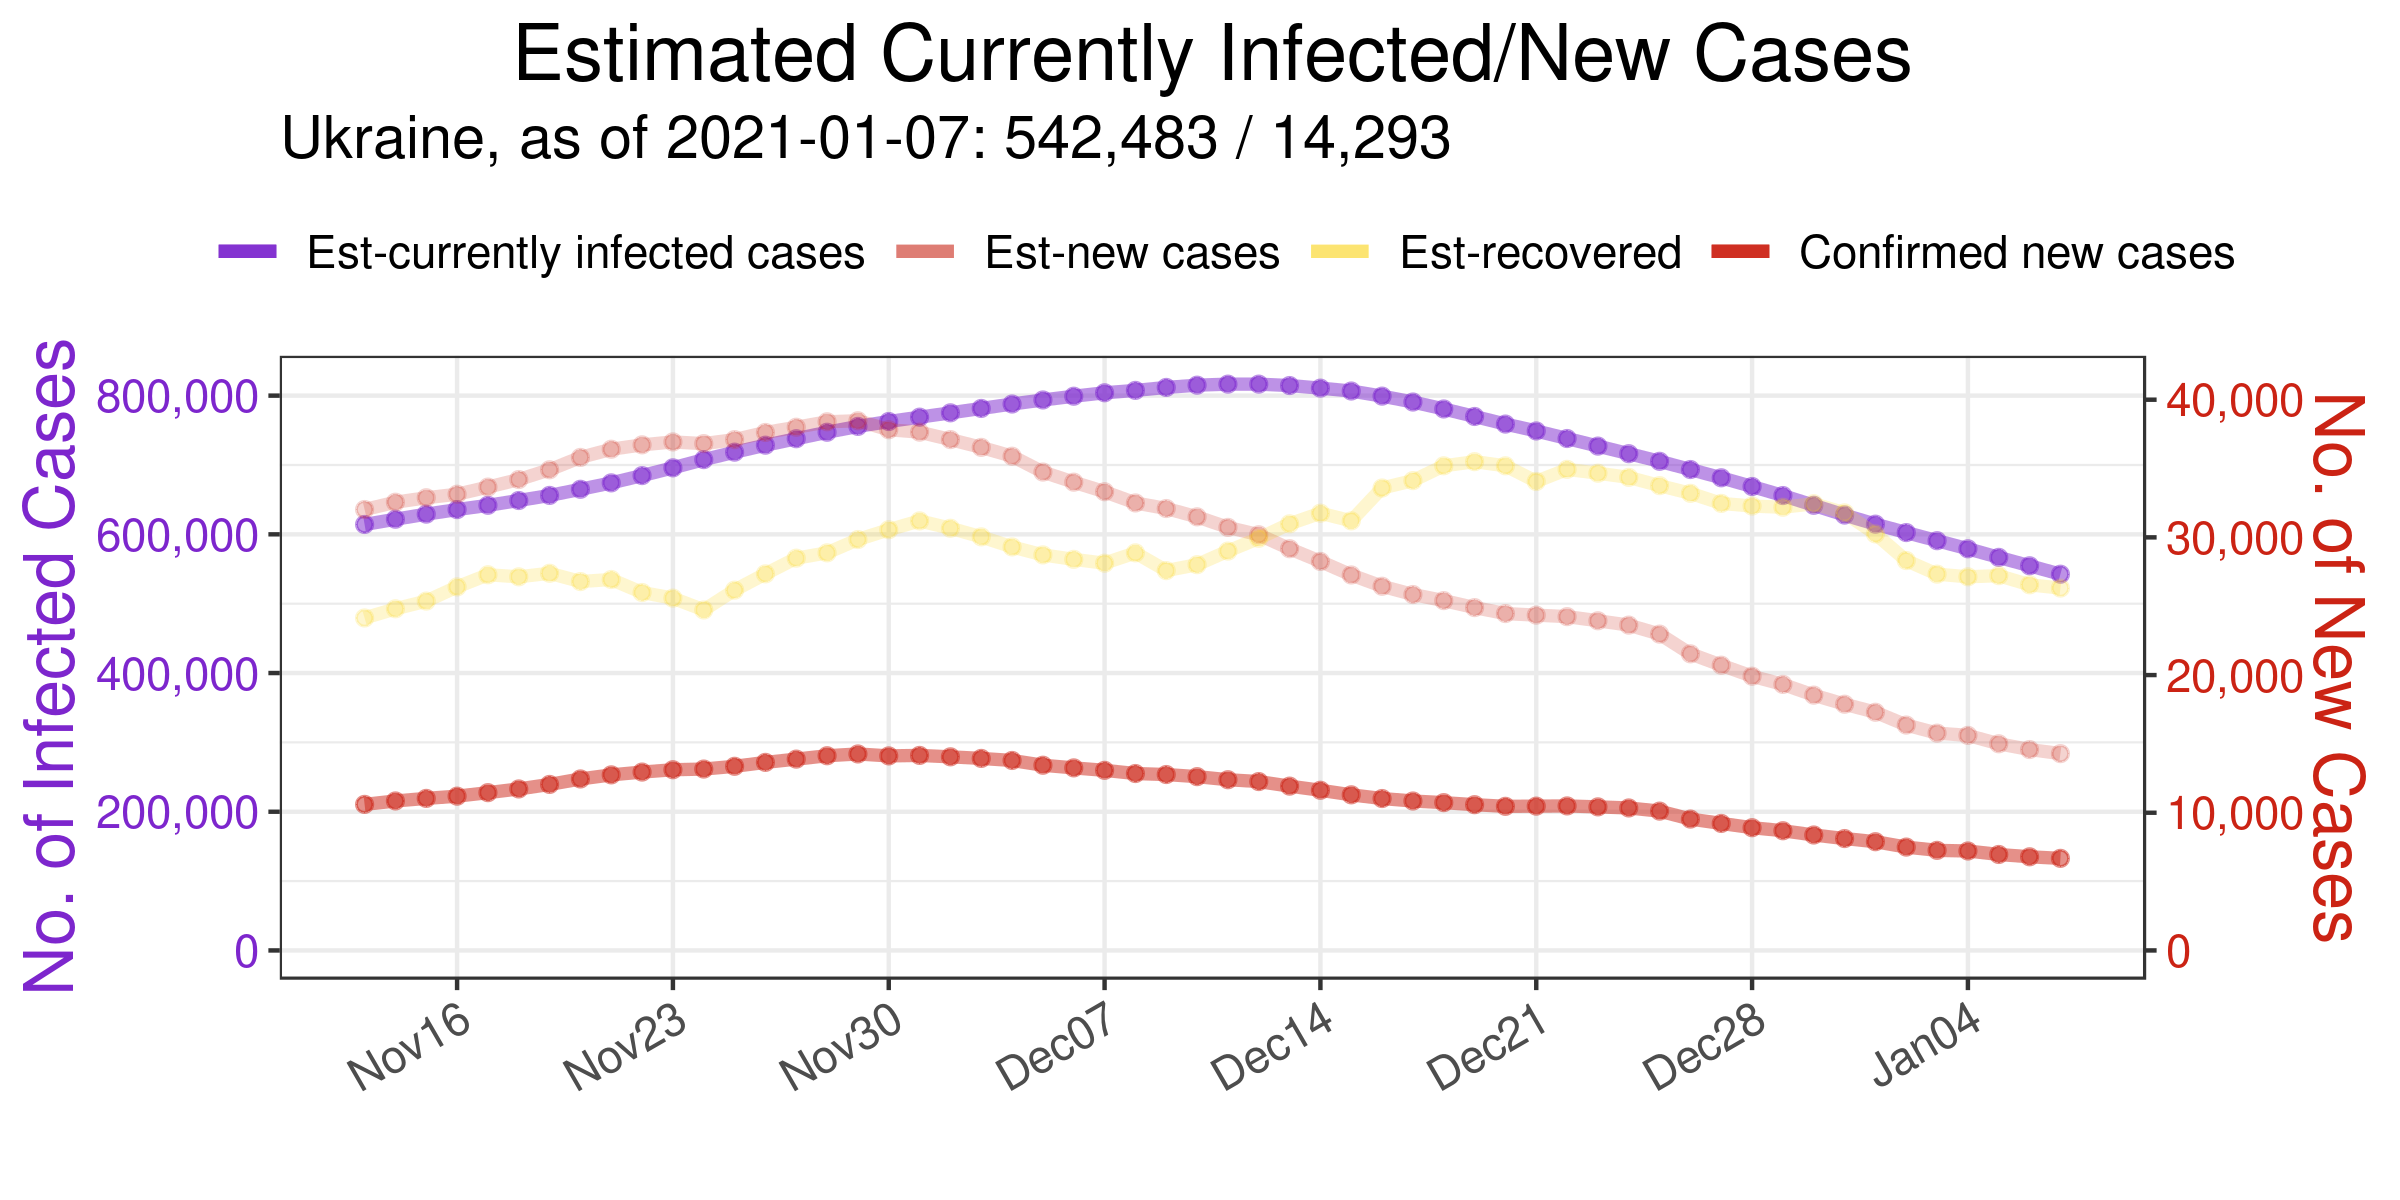 Estimated Currently Infected/New Cases
Ukraine, as of 2021-01-07: 542,483 / 14,293
Est-currently infected cases Est-new cases Est-recovered Confirmed new cases
No. of Infected Cases
800,000
600,000
400,000
200,000
0
40,000
30,000
20,000
10,000
0
No. of New Cases
Nov16 Nov23 Nov30 Dec07 Dec14 Dec21 Dec28 Jan04